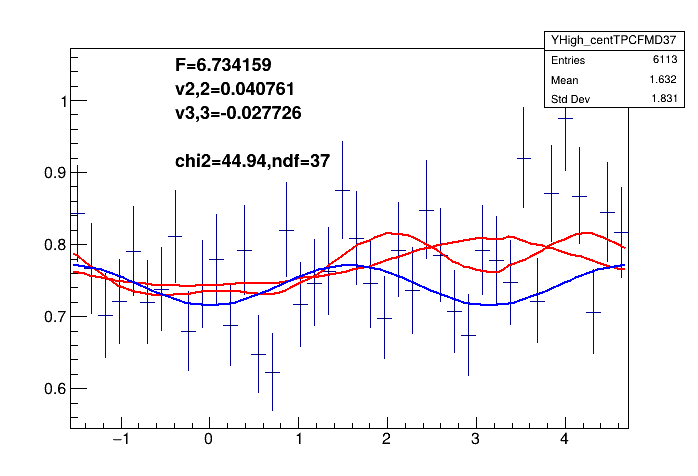 YHigh_centTPCFMD37
Entries 6113
Mean 1.632
Std Dev 1.831
F=6.734159
v2,2=0.040761
v3,3=-0.027726
chi2=44.94,ndf=37
1
0.9
0.8
0.7
0.6
−1 0 1 2 3 4